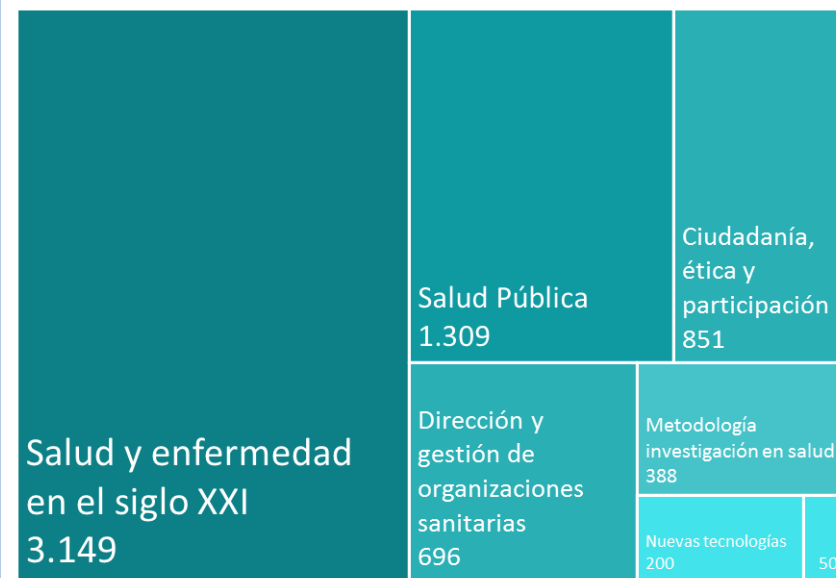 Salud y enfermedad
en el siglo XXI
3.149
Salud Pública
1.309
Ciudadanía,
ética y
participación
851
Dirección y
gestión de
organizaciones
sanitarias
696
Metodología
investigación en salud
388
Nuevas tecnologías
200
50